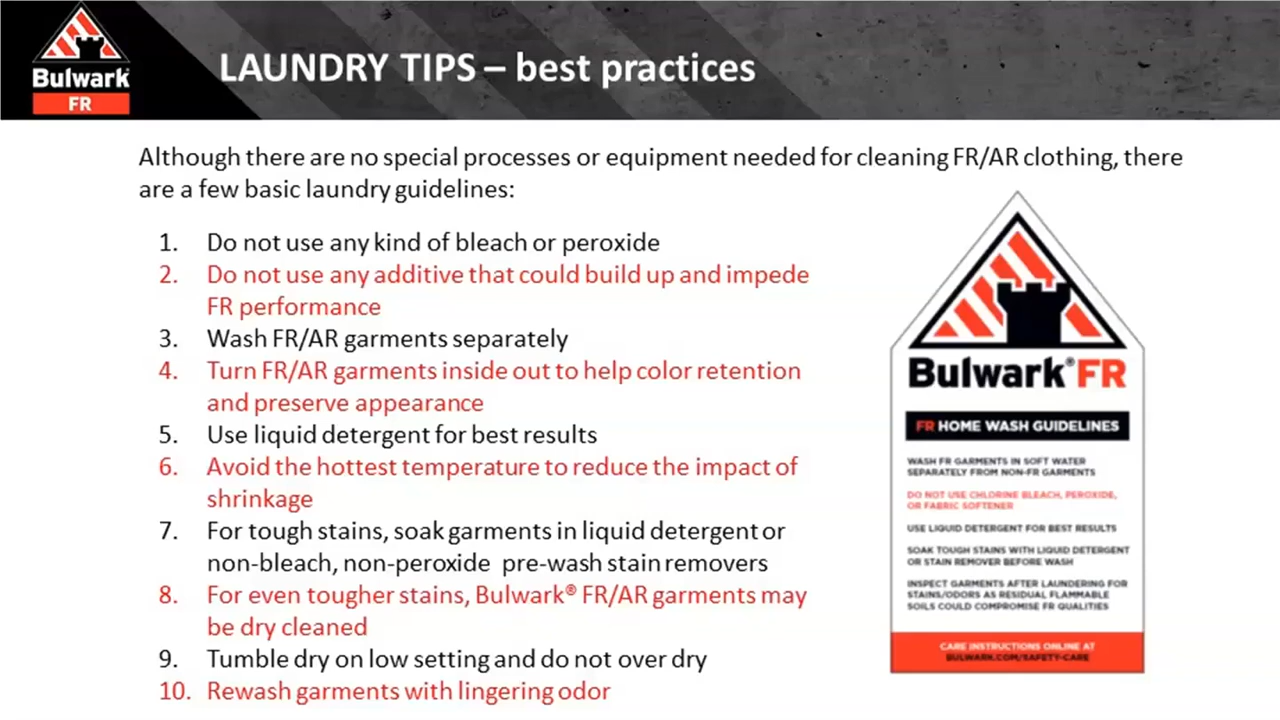 Bulwark
FR
LAUNDRY TIPS – best practices
Although there are no special processes or equipment needed for cleaning FR/AR clothing, there
are a few basic laundry guidelines:
1. Do not use any kind of bleach or peroxide
2. Do not use any additive that could build up and impede
FR performance
3. Wash FR/AR garments separately
4. Turn FR/AR garments inside out to help color retention
and preserve appearance
5. Use liquid detergent for best results
6. Avoid the hottest temperature to reduce the impact of
shrinkage
7. For tough stains, soak garments in liquid detergent or
non-bleach, non-peroxide pre-wash stain removers
8. For even tougher stains, Bulwark® FR/AR garments may
be dry cleaned
9. Tumble dry on low setting and do not over dry
10. Rewash garments with lingering odor
Bulwark® FR
FR HOME WASH GUIDELINES
WASH FR GARMENTS IN SOFT WATER
SEPARATELY FROM NON-FR GARMENTS
DO NOT USE CHLORINE BLEACH, PEROXIDE,
OR FABRIC SOFTENER
USE LIQUID DETERGENT FOR BEST RESULTS
SOAK TOUGH STAINS WITH LIQUID DETERGENT
OR STAIN REMOVER BEFORE WASH
INSPECT GARMENTS AFTER LAUNDERING FOR
STAINS/ODORS AS RESIDUAL FLAMMABLE
SOILS COULD COMPROMISE FR QUALITIES
CARE INSTRUCTIONS ONLINE AT
BULWARK.COM/SAFETY-CARE